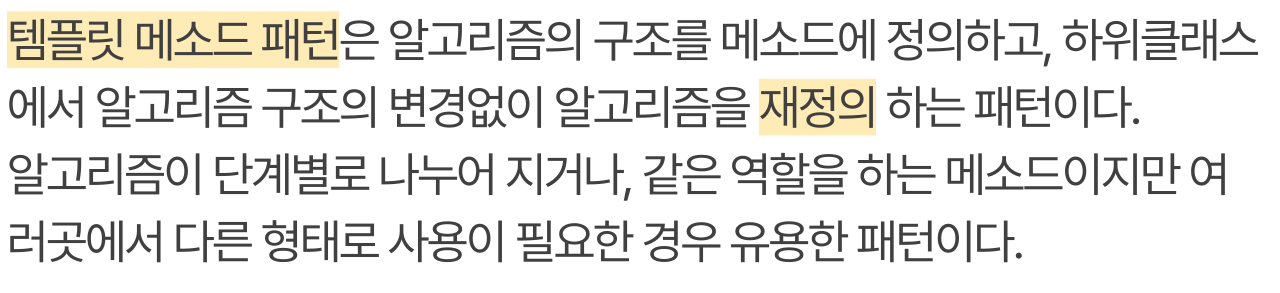 템플릿 메소드 패턴은 알고리즘의 구조를 메소드에 정의하고, 하위클래스
에서 알고리즘 구조의 변경없이 알고리즘을 재정의 하는 패턴이다.
알고리즘이 단계별로 나누어 지거나, 같은 역할을 하는 메소드이지만 여
러곳에서 다른 형태로 사용이 필요한 경우 유용한 패턴이다.